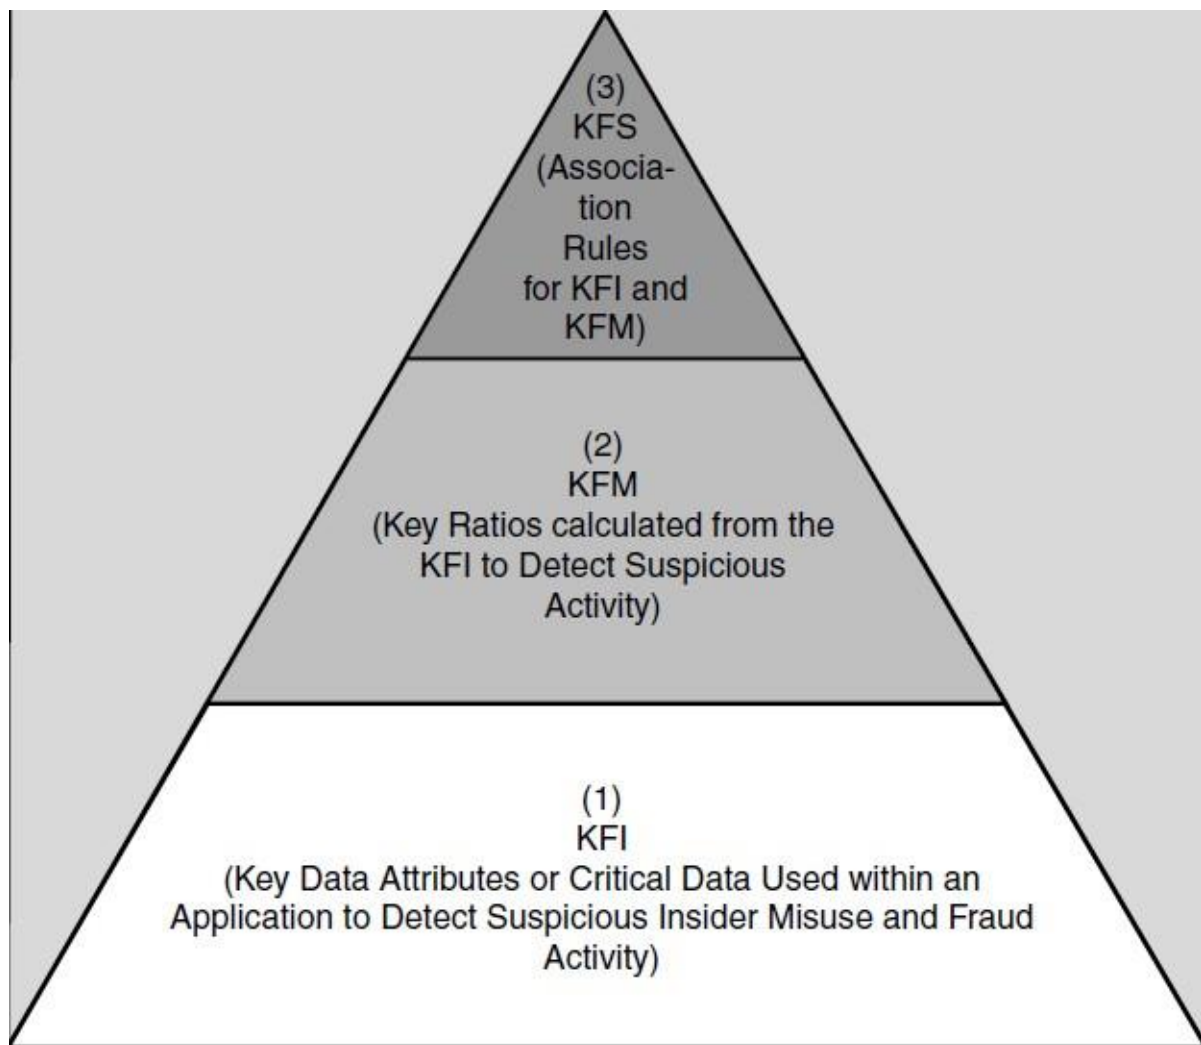 (3)
KFS
(Associa-
tion
Rules
for KFI and
KFM)
(2)
KFM
(Key Ratios calculated from the
KFI to Detect Suspicious
Activity)
(1)
KFI
(Key Data Attributes or Critical Data Used within an
Application to Detect Suspicious Insider Misuse and Fraud
Activity)